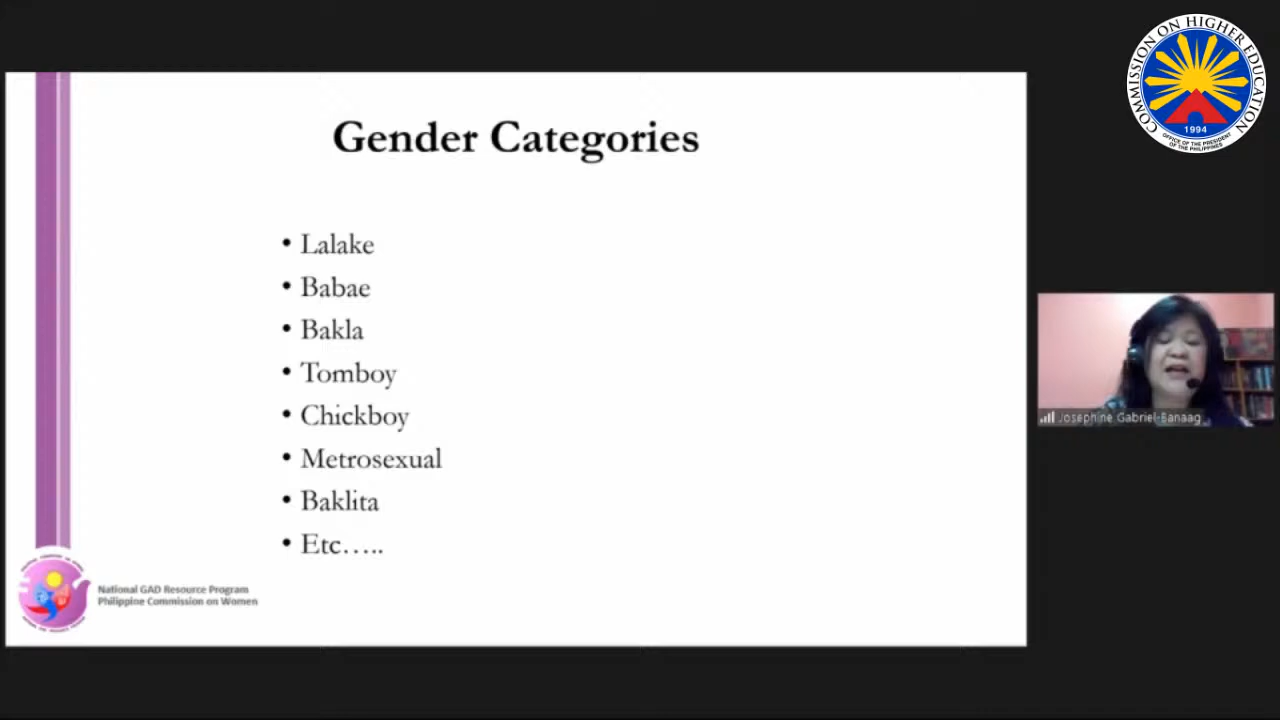 Gender Categories
• Lalake
• Babae
• Bakla
• Tomboy
• Chickboy
• Metrosexual
• Baklita
• Etc…..
National GAD Resource Program
Philippine Commission on Women
COMMISSION ON HIGHER EDUCATION
1994
OFFICE OF THE PRESIDENT
OF THE PHILIPPINES
Josephine Gabriel-Banaag